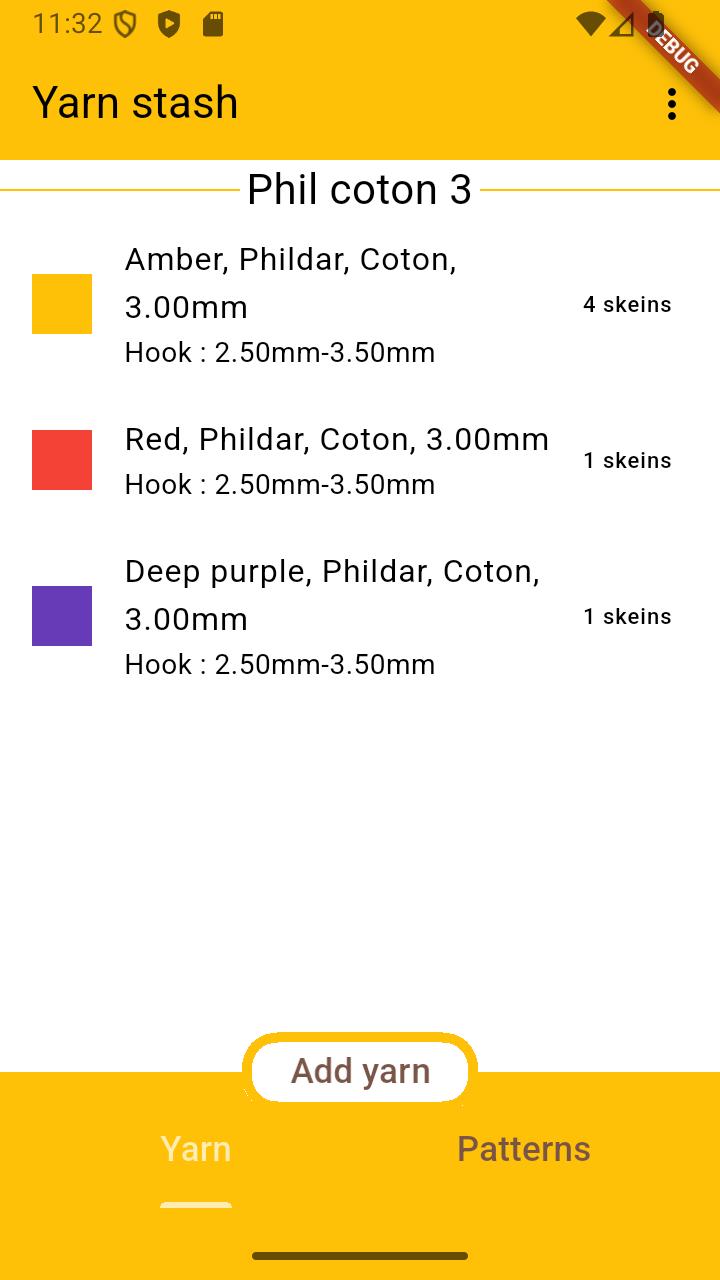 11:32
DEBUG
Yarn stash
Phil coton 3
Amber, Phildar, Coton,
3.00mm
4 skeins
Hook : 2.50mm-3.50mm
Red, Phildar, Coton, 3.00mm
1 skeins
Hook : 2.50mm-3.50mm
Deep purple, Phildar, Coton,
3.00mm
1 skeins
Hook : 2.50mm-3.50mm
Add yarn
Yarn
Patterns